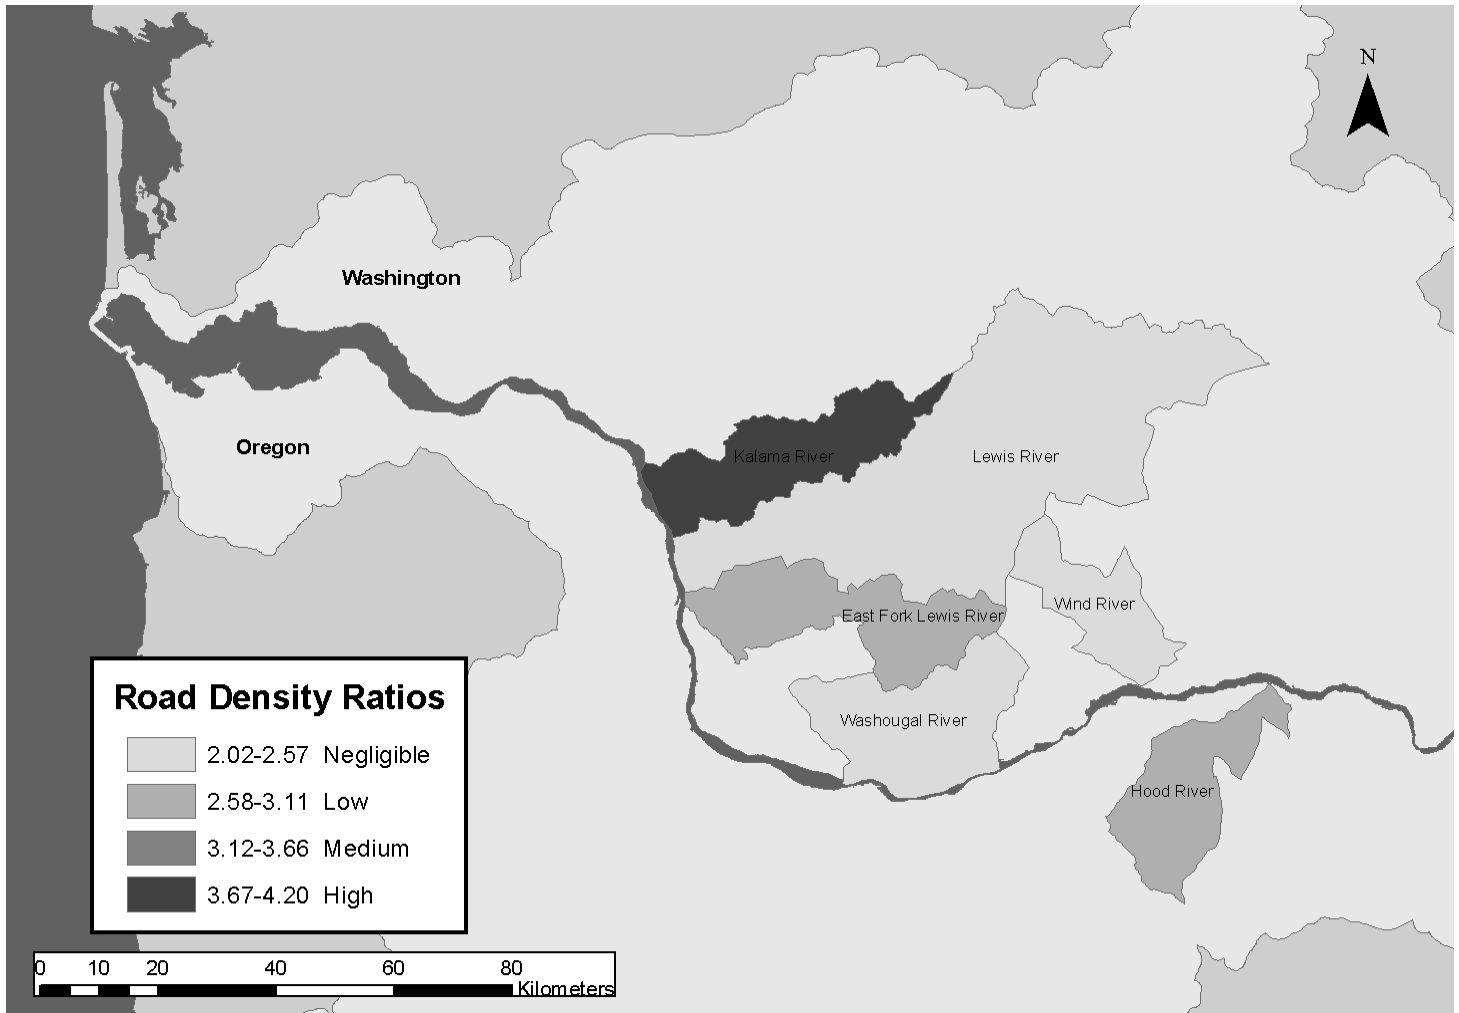 N
Washington
Oregon
Kalama River
Lewis River
Wind River
East Fork Lewis River
Washougal River
Hood River
Road Density Ratios
2.02-2.57 Negligible
2.58-3.11 Low
3.12-3.66 Medium
3.67-4.20 High
0 10 20 40 60 80
Kilometers